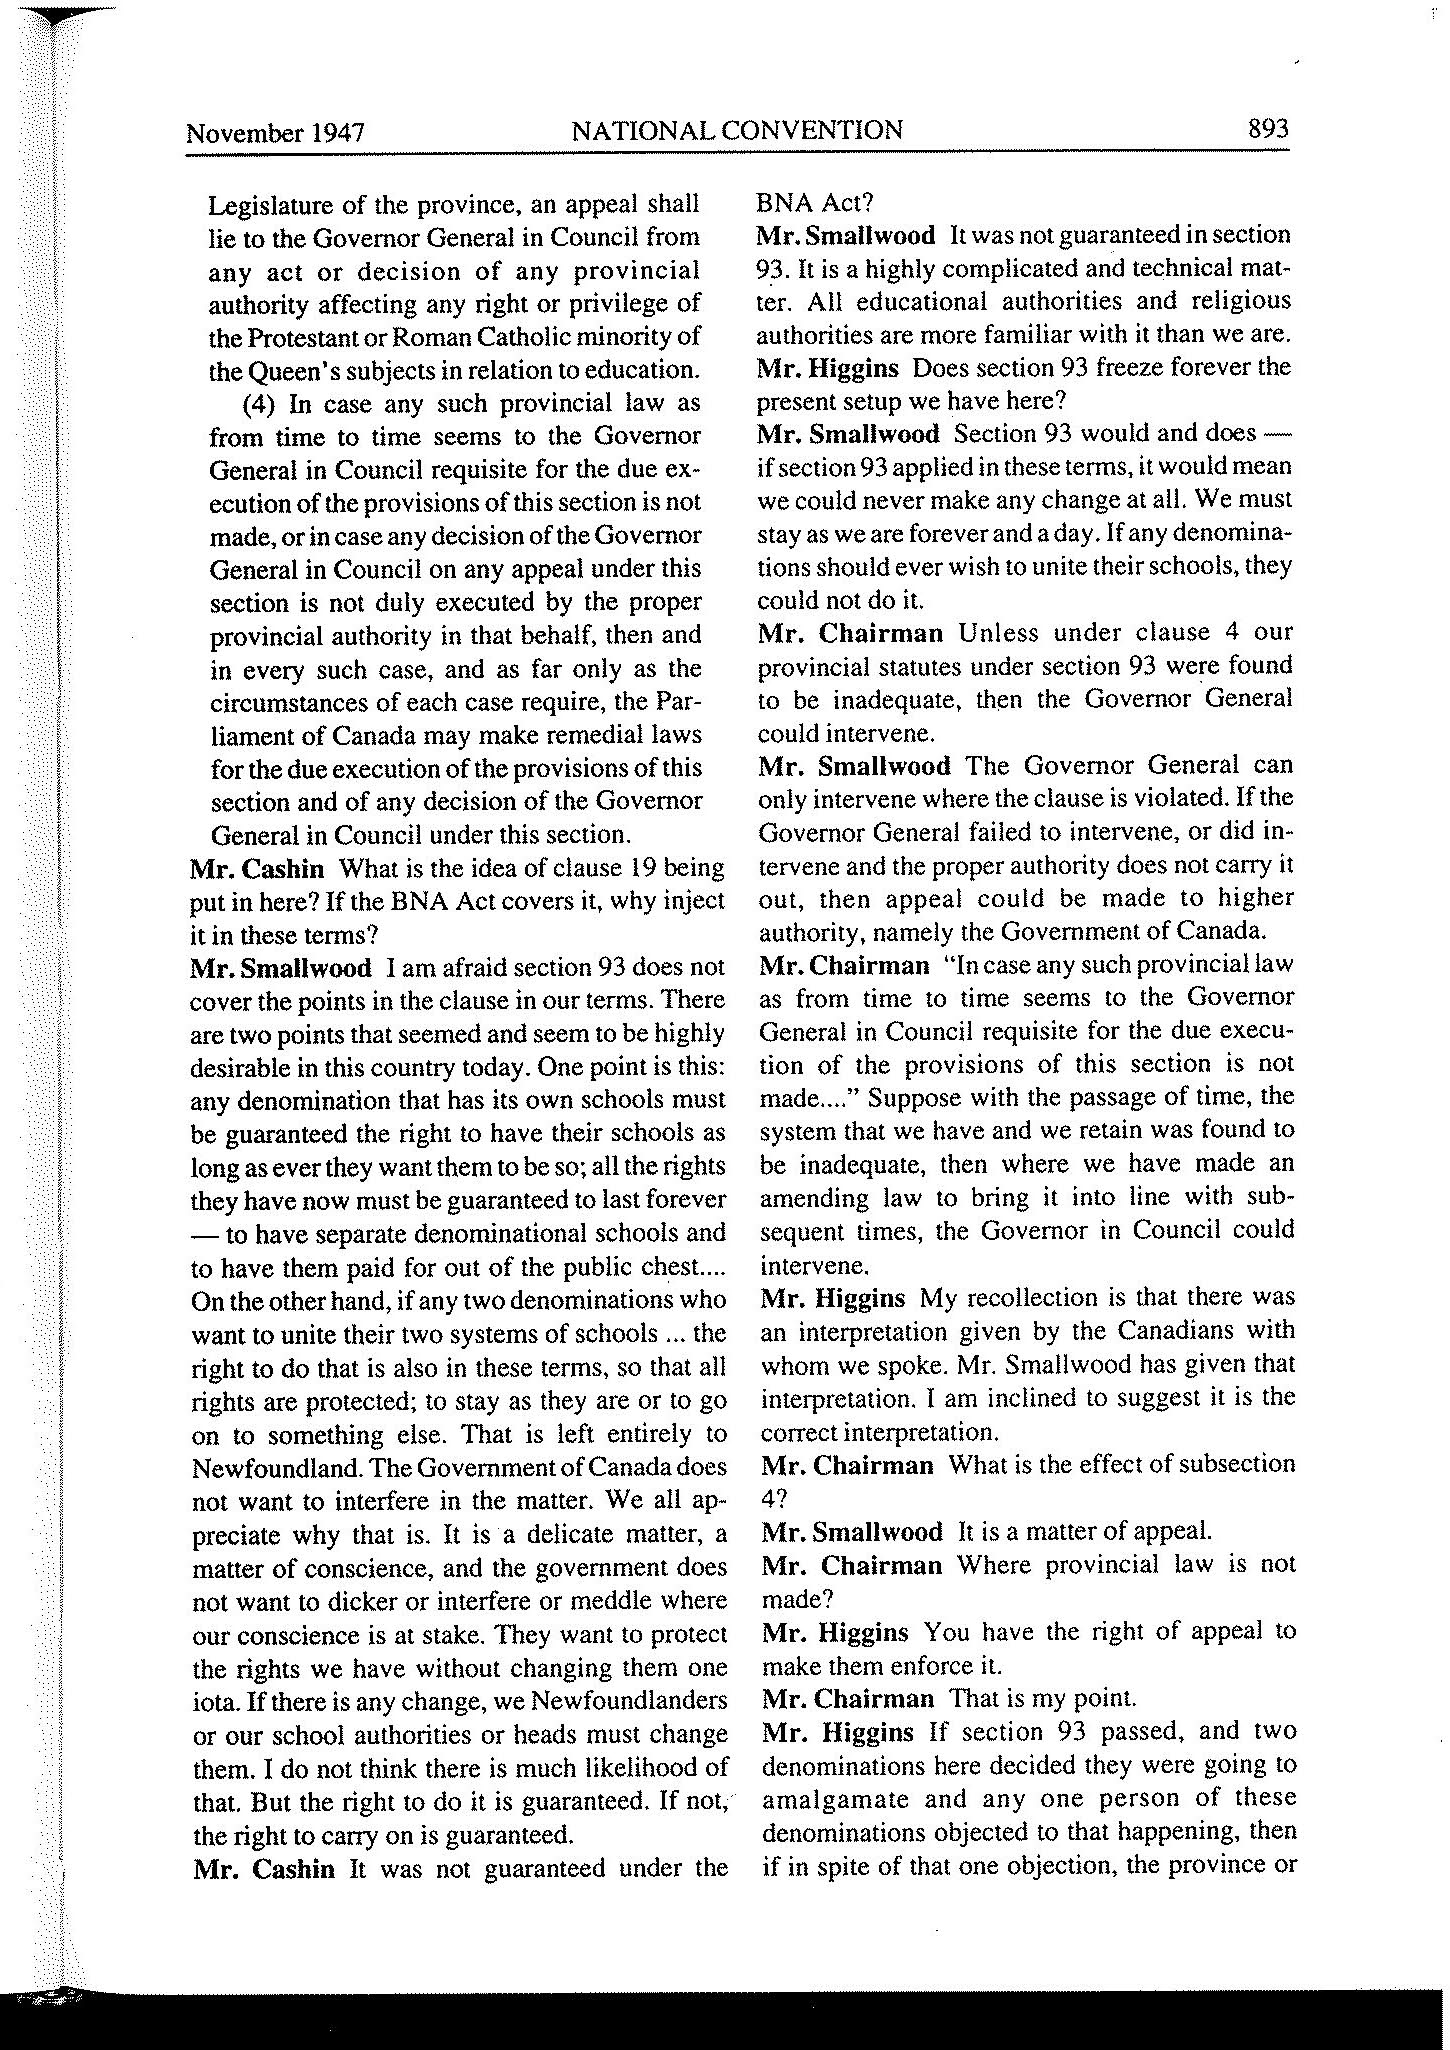 November 1947 NATIONAL CONVENTION 893
Legislature of the province, an appeal shall
lie to the Governor General in Council from
any act or decision of any provincial
authority affecting any right or privilege of
the Protestant or Roman Catholic minority of
the Queen's subjects in relation to education.
(4) In case any such provincial law as
from time to time seems to the Governor
General in Council requisite for the due ex-
ecution of the provisions of this section is not
made, or in case any decision of the Governor
General in Council on any appeal under this
section is not duly executed by the proper
provincial authority in that behalf, then and
in every such case, and as far only as the
circumstances of each case require, the Par-
liament of Canada may make remedial laws
for the due execution of the provisions of this
section and of any decision of the Governor
General in Council under this section.
Mr. Cashin What is the idea of clause 19 being
put in here? If the BNA Act covers it, why inject
it in these terms?
Mr. Smallwood I am afraid section 93 does not
cover the points in the clause in our terms. There
are two points that seemed and seem to be highly
desirable in this country today. One point is this:
any denomination that has its own schools must
be guaranteed the right to have their schools as
long as ever they want them to be so; all the rights
they have now must be guaranteed to last forever
— to have separate denominational schools and
to have them paid for out of the public chest....
On the other hand, if any two denominations who
want to unite their two systems of schools ... the
right to do that is also in these terms, so that all
rights are protected; to stay as they are or to go
on to something else. That is left entirely to
Newfoundland. The Government of Canada does
not want to interfere in the matter. We all ap-
preciate why that is. It is a delicate matter, a
matter of conscience, and the government does
not want to dicker or interfere or meddle where
our conscience is at stake. They want to protect
the rights we have without changing them one
iota. If there is any change, we Newfoundlanders
or our school authorities or heads must change
them. I do not think there is much likelihood of
that. But the right to do it is guaranteed. If not,
the right to carry on is guaranteed.
Mr. Cashin It was not guaranteed under the
BNA Act?
Mr. Smallwood It was not guaranteed in section
93. It is a highly complicated and technical mat-
ter. All educational authorities and religious
authorities are more familiar with it than we are.
Mr. Higgins Does section 93 freeze forever the
present setup we have here?
Mr. Smallwood Section 93 would and does —
if section 93 applied in these terms, it would mean
we could never make any change at all. We must
stay as we are forever and a day. If any denomina-
tions should ever wish to unite their schools, they
could not do it.
Mr. Chairman Unless under clause 4 our
provincial statutes under section 93 were found
to be inadequate, then the Governor General
could intervene.
Mr. Smallwood The Governor General can
only intervene where the clause is violated. If the
Governor General failed to intervene, or did in-
tervene and the proper authority does not carry it
out, then appeal could be made to higher
authority, namely the Government of Canada.
Mr. Chairman "In case any such provincial law
as from time to time seems to the Governor
General in Council requisite for the due execu-
tion of the provisions of this section is not
made...." Suppose with the passage of time, the
system that we have and we retain was found to
be inadequate, then where we have made an
amending law to bring it into line with sub-
sequent times, the Governor in Council could
intervene.
Mr. Higgins My recollection is that there was
an interpretation given by the Canadians with
whom we spoke. Mr. Smallwood has given that
interpretation. I am inclined to suggest it is the
correct interpretation.
Mr. Chairman What is the effect of subsection
4?
Mr. Smallwood It is a matter of appeal.
Mr. Chairman Where provincial law is not
made?
Mr. Higgins You have the right of appeal to
make them enforce it.
Mr. Chairman That is my point.
Mr. Higgins If section 93 passed, and two
denominations here decided they were going to
amalgamate and any one person of these
denominations objected to that happening, then
if in spite of that one objection, the province or